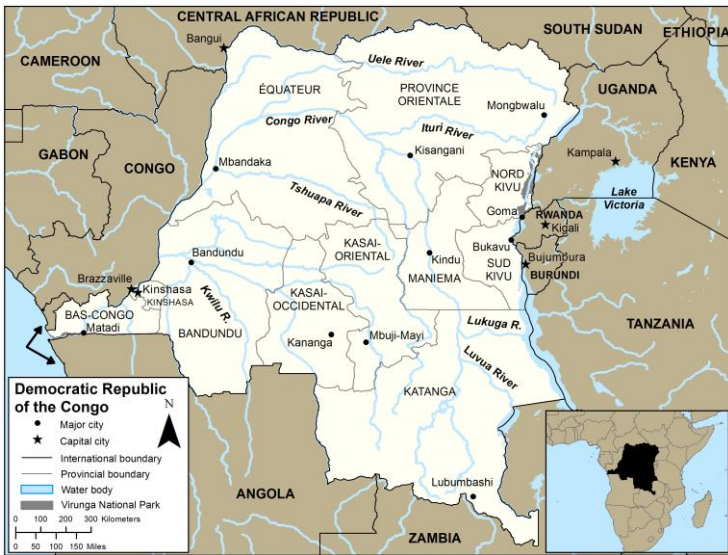 CENTRAL AFRICAN REPUBLIC
Bangui
SOUTH SUDAN
ETHIOPIA
CAMEROON
Uele River
ÉQUATEUR
PROVINCE
ORIENTALE
UGANDA
Mongbwalu
Congo River
Ituri River
GABON
CONGO
Kisangani
Kampala
KENYA
Mbandaka
NORD
KIVU
Tshuapa River
Lake
Victoria
Goma
RWANDA
Kigali
KASAI-
ORIENTAL
Bukavu
Bandundu
Kindu
SUD
KIVU
Bujumbura
BURUNDI
MANIEMA
Brazzaville
Kinshasa
KINSHASA
KASAI-
OCCIDENTAL
BAS-CONGO
Matadi
Kwilu R.
BANDUNDU
Kananga
Mbuji-Mayi
Lukuga R.
TANZANIA
Luvua River
KATANGA
Lubumbashi
ANGOLA
ZAMBIA
Democratic Republic
of the Congo
N
Major city
Capital city
International boundary
Provincial boundary
Water body
Virunga National Park
0 100 200 300 Kilometers
0 50 100 150 Miles